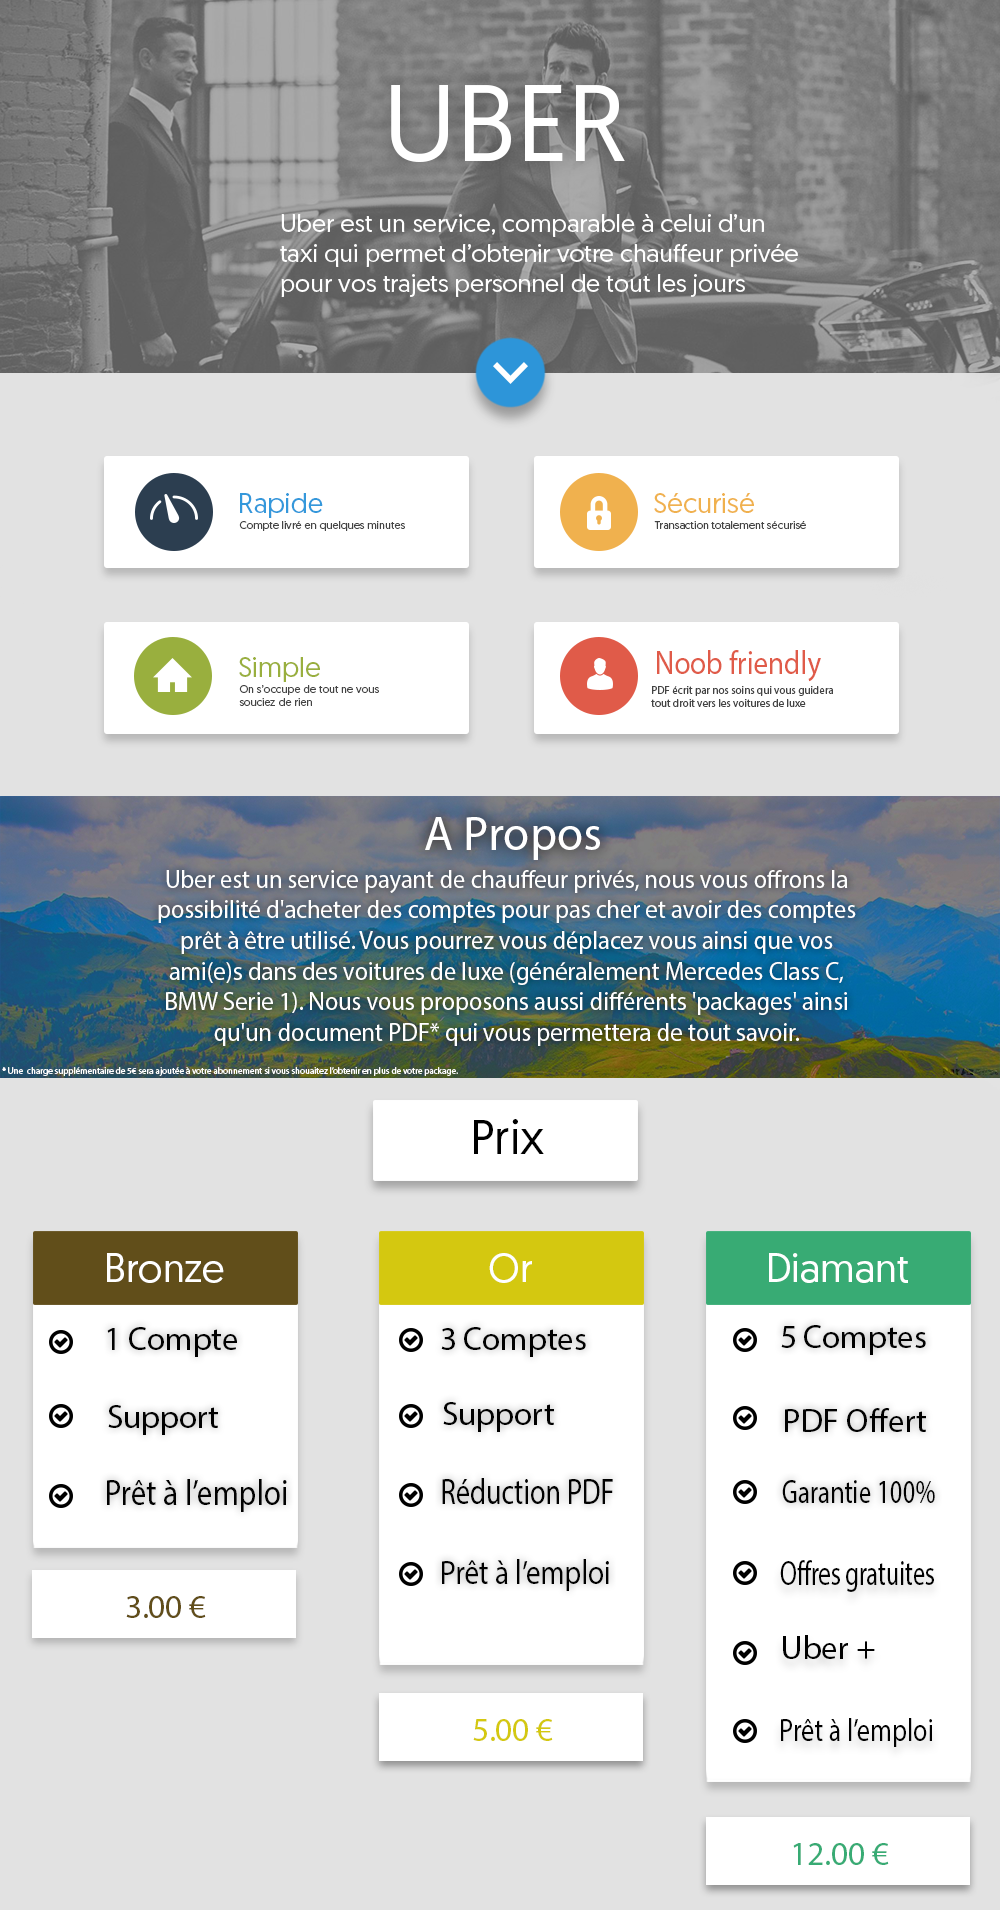 UBER
Uber est un service, comparable à celui d'un
taxi qui permet d'obtenir votre chauffeur privée
pour vos trajets personnel de tout les jours
Rapide
Compte livré en quelques minutes
Sécurisé
Transaction totalement sécurisé
Simple
On s'occupe de tout ne vous
souciez de rien
Noob friendly
PDF écrit par nos soins qui vous guidera
tout droit vers les voitures de luxe
A Propos
Uber est un service payant de chauffeur privés, nous vous offrons la
possibilité d'acheter des comptes pour pas cher et avoir des comptes
prêt à être utilisé. Vous pourrez vous déplacez vous ainsi que vos
ami(e)s dans des voitures de luxe (généralement Mercedes Class C,
BMW Serie 1). Nous vous proposons aussi différents 'packages' ainsi
qu'un document PDF* qui vous permettera de tout savoir.
* Une charge supplémentaire de 5€ sera ajoutée à votre abonnement si vous shouaitez l'obtenir en plus de votre package.
Prix
Bronze
1 Compte
Support
Prêt à l'emploi
3.00 €
Or
3 Comptes
Support
Réduction PDF
Prêt à l'emploi
5.00 €
Diamant
5 Comptes
PDF Offert
Garantie 100%
Offres gratuites
Uber +
Prêt à l'emploi
12.00 €